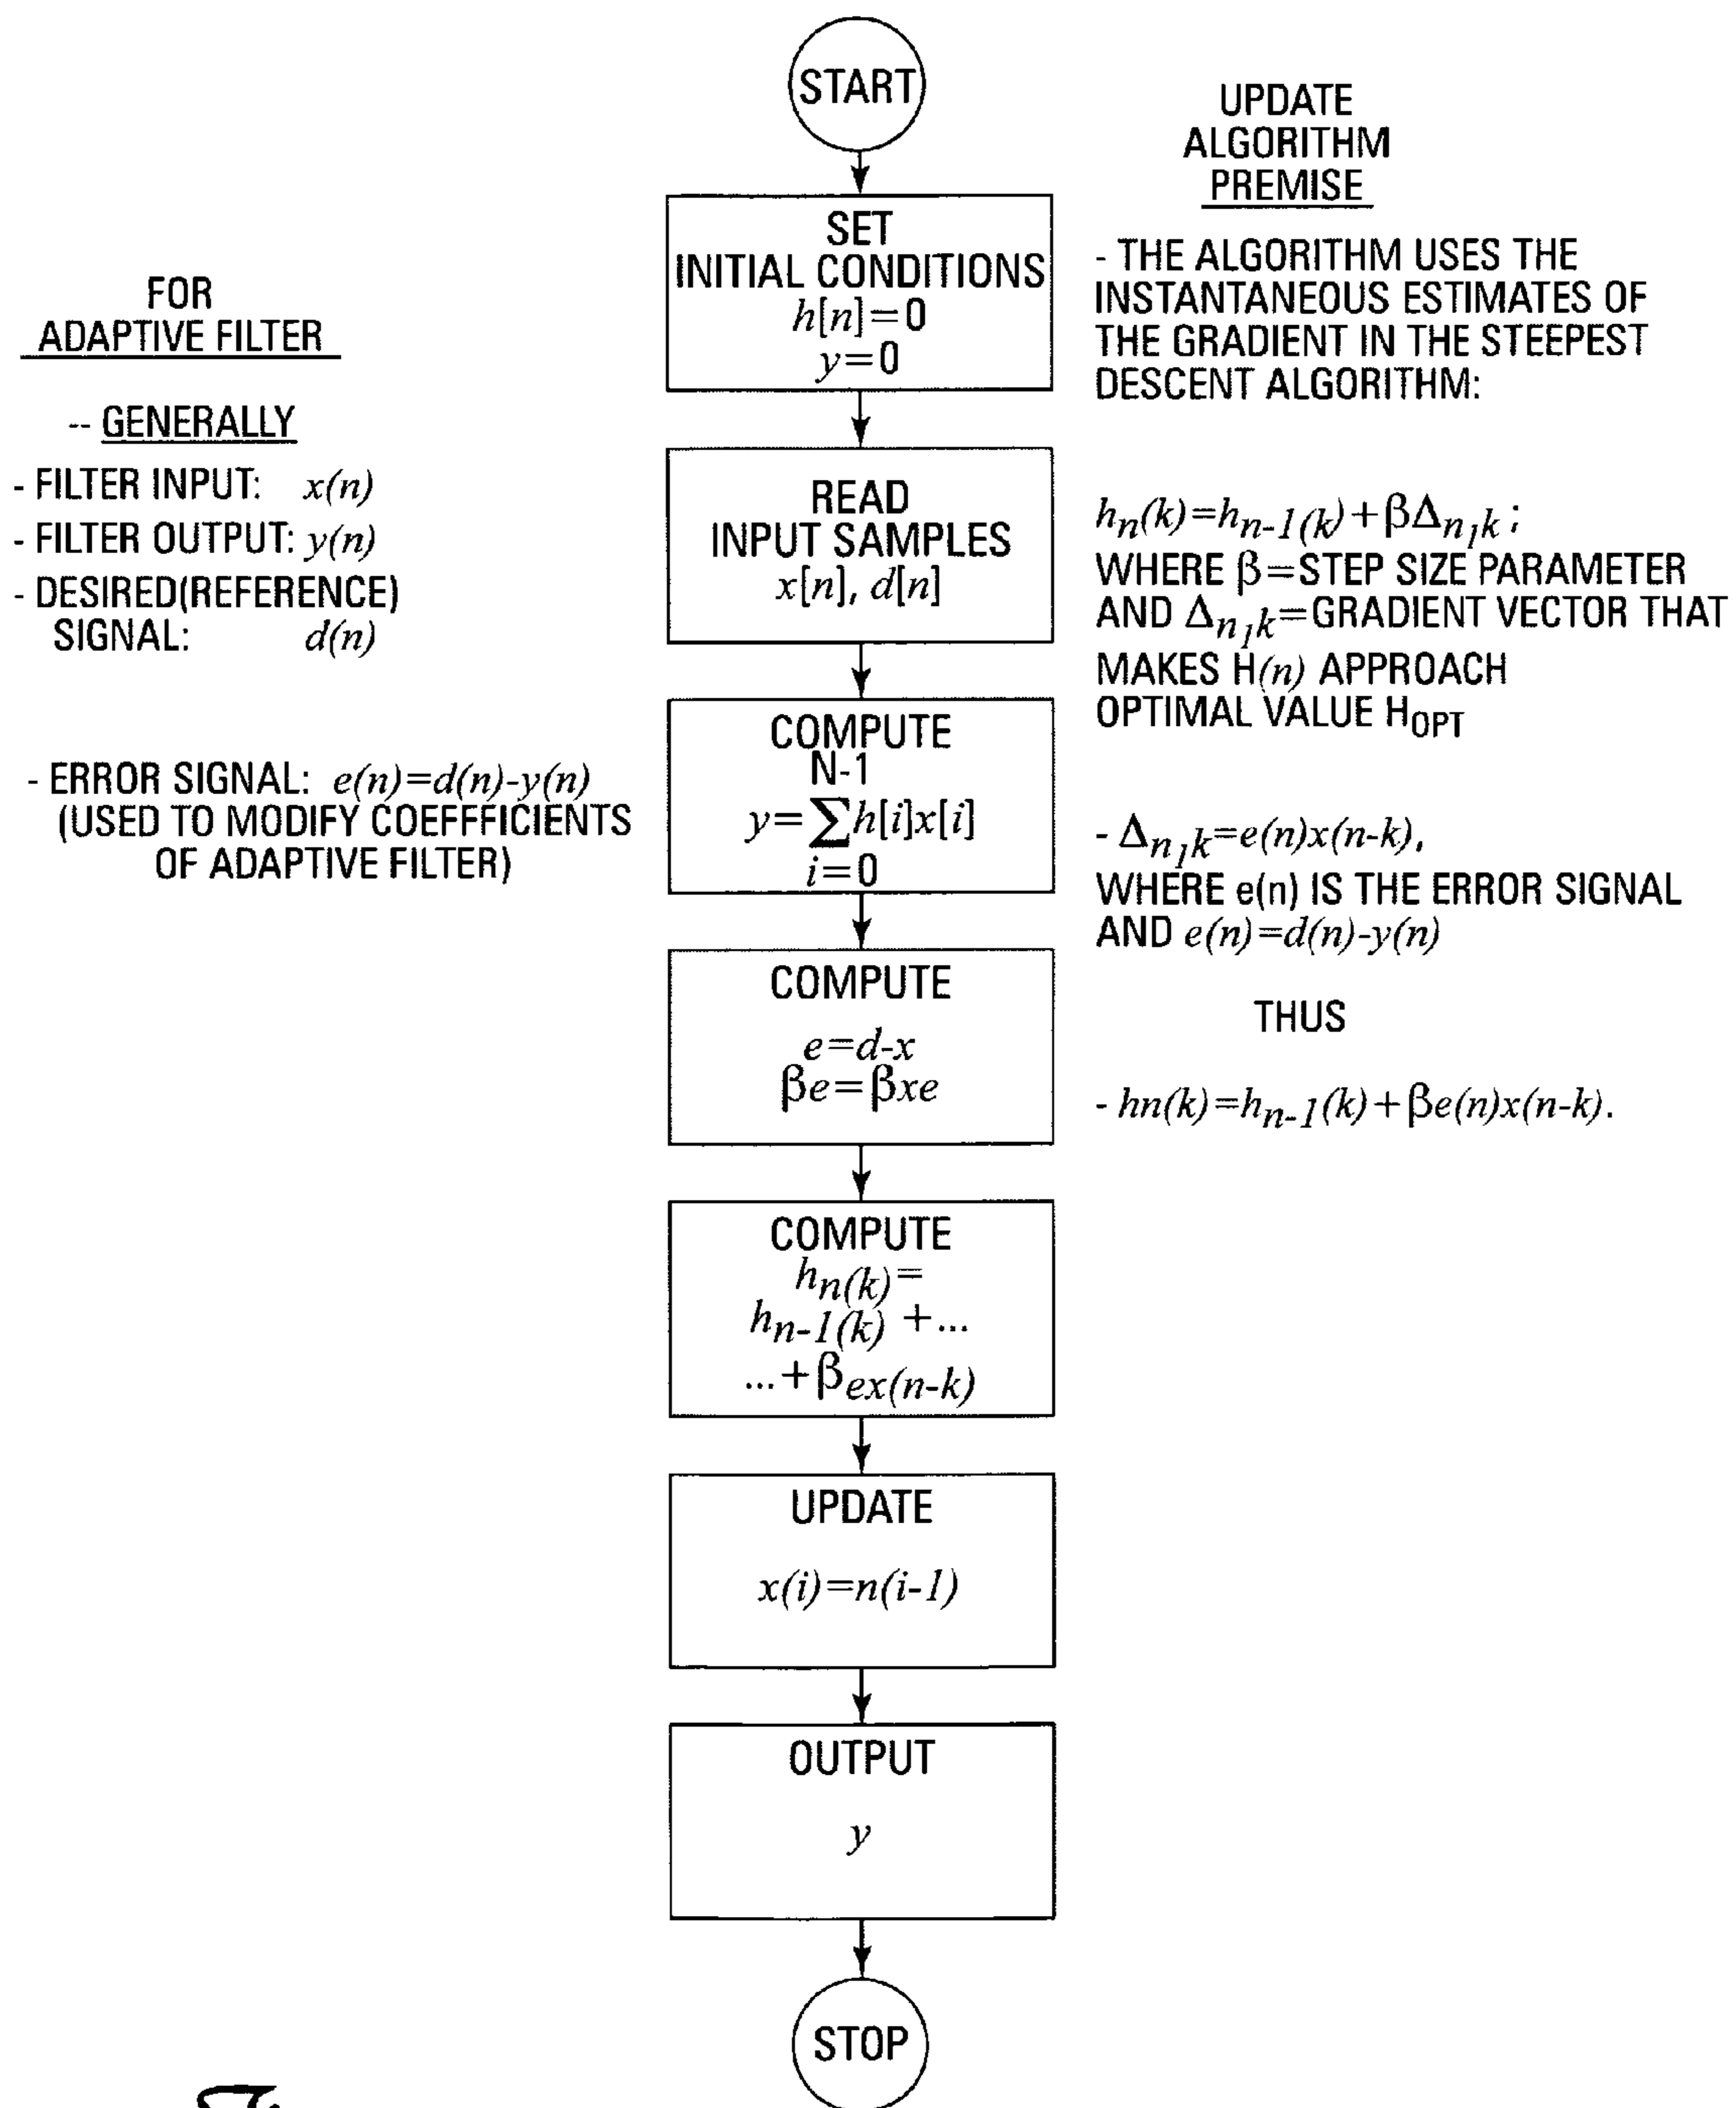 START
SET
INITIAL CONDITIONS
h[n]=0
y=0
READ
INPUT SAMPLES
x[n], d[n]
COMPUTE
N-1
y=∑h[i]x[i]
i=0
COMPUTE
e=d-x
βe=βxe
COMPUTE
hn(k)=
hn-1(k) +...
...+βex(n-k)
UPDATE
x(i)=n(i-1)
OUTPUT
y
STOP
FOR
ADAPTIVE FILTER
-- GENERALLY
- FILTER INPUT: x(n)
- FILTER OUTPUT: y(n)
- DESIRED(REFERENCE)
SIGNAL: d(n)
- ERROR SIGNAL: e(n)=d(n)-y(n)
(USED TO MODIFY COEFFFICIENTS
OF ADAPTIVE FILTER)
UPDATE
ALGORITHM
PREMISE
- THE ALGORITHM USES THE
INSTANTANEOUS ESTIMATES OF
THE GRADIENT IN THE STEEPEST
DESCENT ALGORITHM:
hn(k)=hn-1(k)+βΔn,k ;
WHERE β=STEP SIZE PARAMETER
AND Δn,k=GRADIENT VECTOR THAT
MAKES H(n) APPROACH
OPTIMAL VALUE HOPT
- Δn,k=e(n)x(n-k),
WHERE e(n) IS THE ERROR SIGNAL
AND e(n)=d(n)-y(n)
THUS
- hn(k)=hn-1(k)+βe(n)x(n-k).